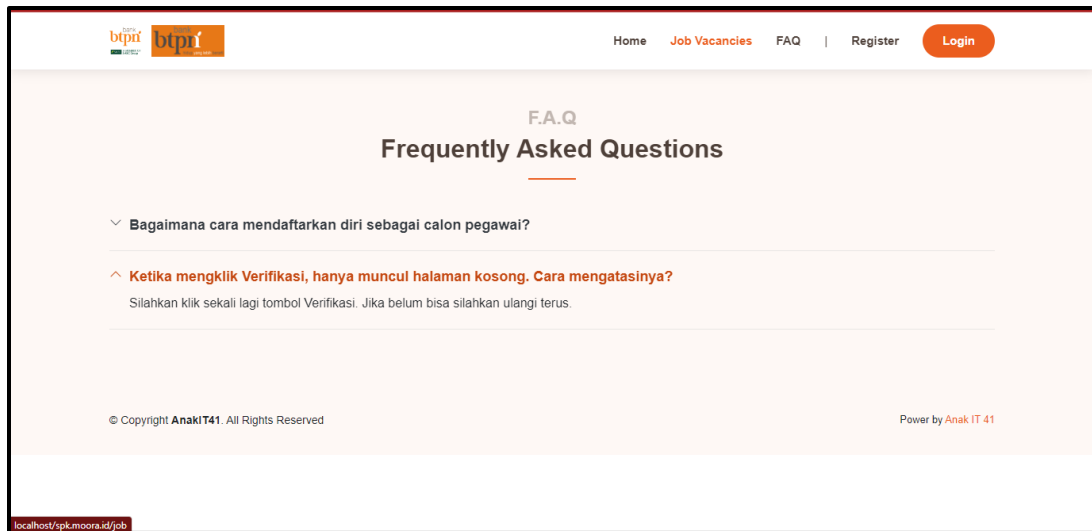 bank
btpn
btpn
Home Job Vacancies FAQ | Register Login
F.A.Q
Frequently Asked Questions
Bagaimana cara mendaftarkan diri sebagai calon pegawai?
Ketika mengklik Verifikasi, hanya muncul halaman kosong. Cara mengatasinya?
Silahkan klik sekali lagi tombol Verifikasi. Jika belum bisa silahkan ulangi terus.
© Copyright AnakIT41. All Rights Reserved
Power by Anak IT 41
localhost/spk.moora.id/job